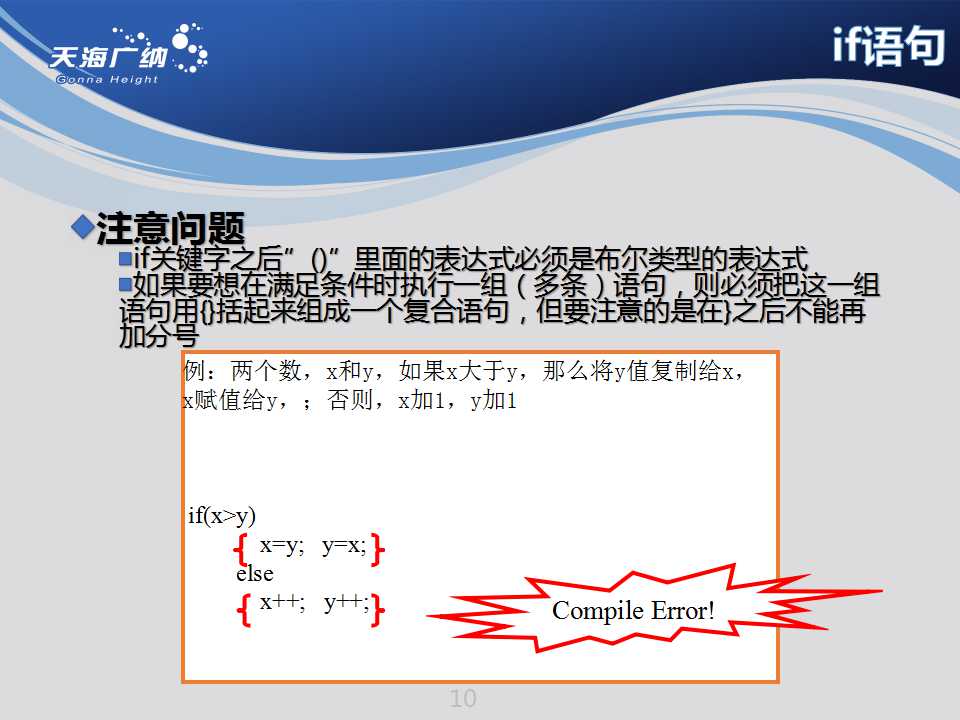 天海广纳
Gonna Height
if语句
注意问题
if关键字之后”()”里面的表达式必须是布尔类型的表达式
如果要想在满足条件时执行一组（多条）语句，则必须把这一组
语句用{}括起来组成一个复合语句，但要注意的是在}之后不能再
加分号
例：两个数，x和y，如果x大于y，那么将y值复制给x，
x赋值给y，；否则，x加1，y加1
if(x>y)
{ x=y; y=x; }
else
{ x++; y++; }
Compile Error!
10